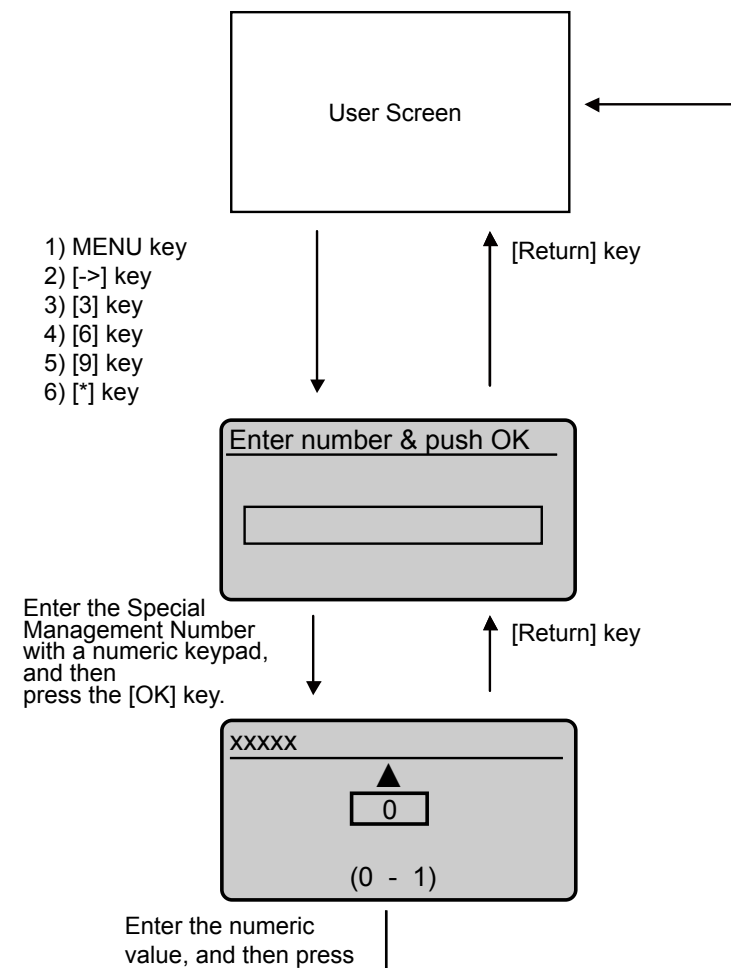 User Screen
1) MENU key
2) [->] key
3) [3] key
4) [6] key
5) [9] key
6) [*] key
[Return] key
Enter number & push OK
Enter the Special
Management Number
with a numeric keypad,
and then
press the [OK] key.
[Return] key
xxxxx
0
(0 - 1)
Enter the numeric
value, and then press